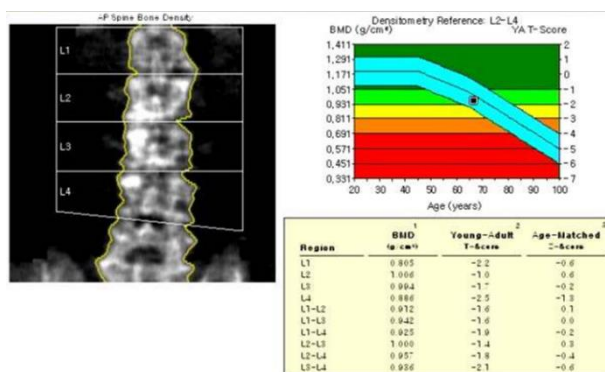 AP Spine Bone Density
L1
L2
L3
L4
Densitometry Reference: L2-L4
BMD (g/cm²) YA T-Score
1,411 2
1,291 1
1,171 0
1,051 -1
0,931 -2
0,811 -3
0,691 -4
0,571 -5
0,451 -6
0,331 -7
20 30 40 50 60 70 80 90 100
Age (years)
1 2 3
BMD Young-Adult Age-Matched
Region (g/cm²) T-Score Z-Score
L1 0.805 -2.2 -0.6
L2 1.006 -1.0 0.6
L3 0.994 -1.7 -0.2
L4 0.886 -2.5 -1.3
L1-L2 0.912 -1.6 0.1
L1-L3 0.942 -1.6 0.0
L1-L4 0.925 -1.9 -0.2
L2-L3 1.000 -1.4 0.3
L2-L4 0.957 -1.8 -0.4
L3-L4 0.936 -2.1 -0.6